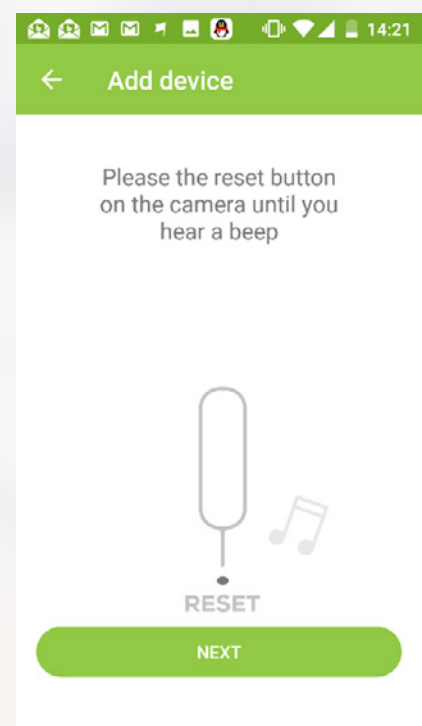 14:21
Add device
Please the reset button
on the camera until you
hear a beep
RESET
NEXT